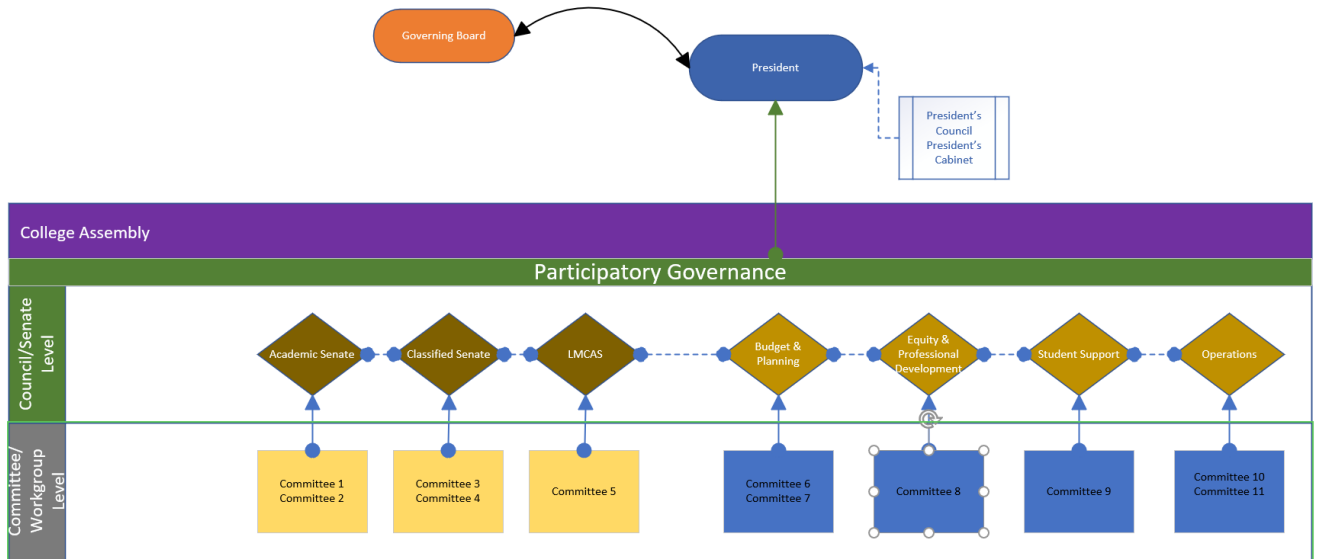 Governing Board
President
President's
Council
President's
Cabinet
College Assembly
Participatory Governance
Council/Senate
Level
Academic Senate
Classified Senate
LMCAS
Budget &
Planning
Equity &
Professional
Development
Student Support
Operations
Committee/
Workgroup
Level
Committee 1
Committee 2
Committee 3
Committee 4
Committee 5
Committee 6
Committee 7
Committee 8
Committee 9
Committee 10
Committee 11